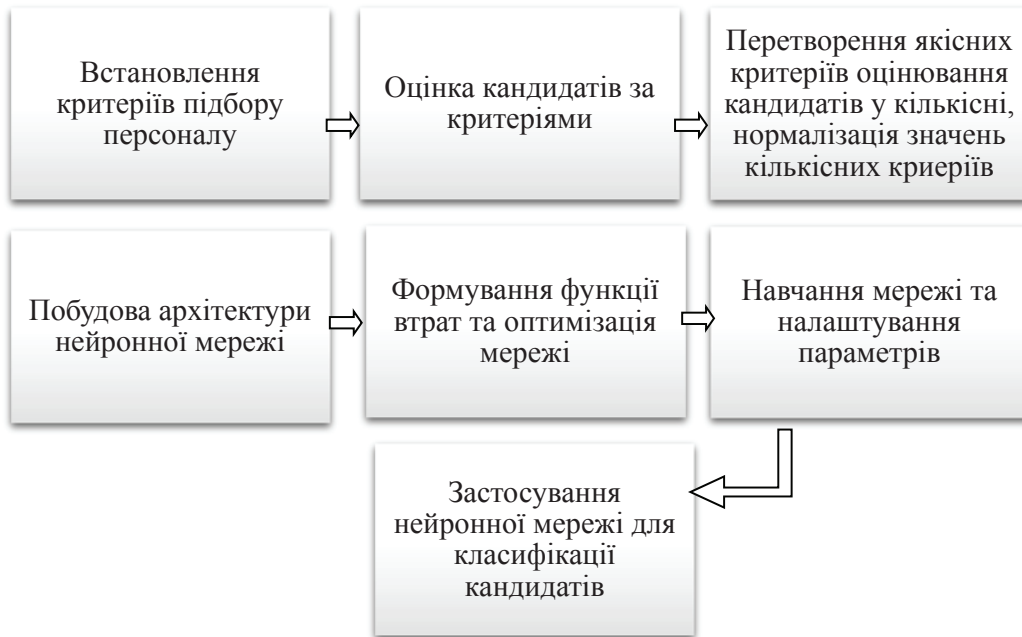 Встановлення
критеріїв підбору
персоналу
Оцінка кандидатів за
критеріями
Перетворення якісних
критеріїв оцінювання
кандидатів у кількісні,
нормалізація значень
кількісних криеріїв
Побудова архітектури
нейронної мережі
Формування функції
втрат та оптимізація
мережі
Навчання мережі та
налаштування
параметрів
Застосування
нейронної мережі для
класифікації
кандидатів